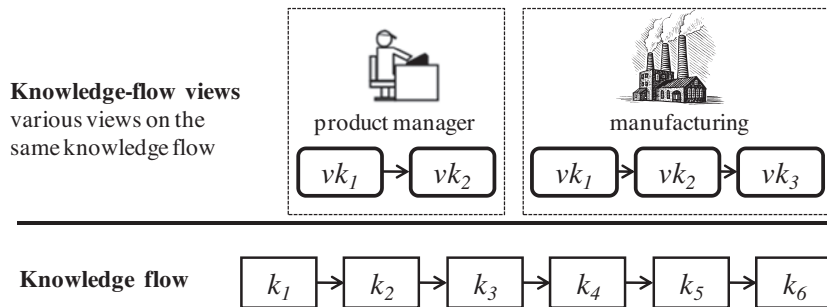 Knowledge-flow views
various views on the
same knowledge flow
product manager
vk₁ vk₂
manufacturing
vk₁ vk₂ vk₃
Knowledge flow
k₁ k₂ k₃ k₄ k₅ k₆